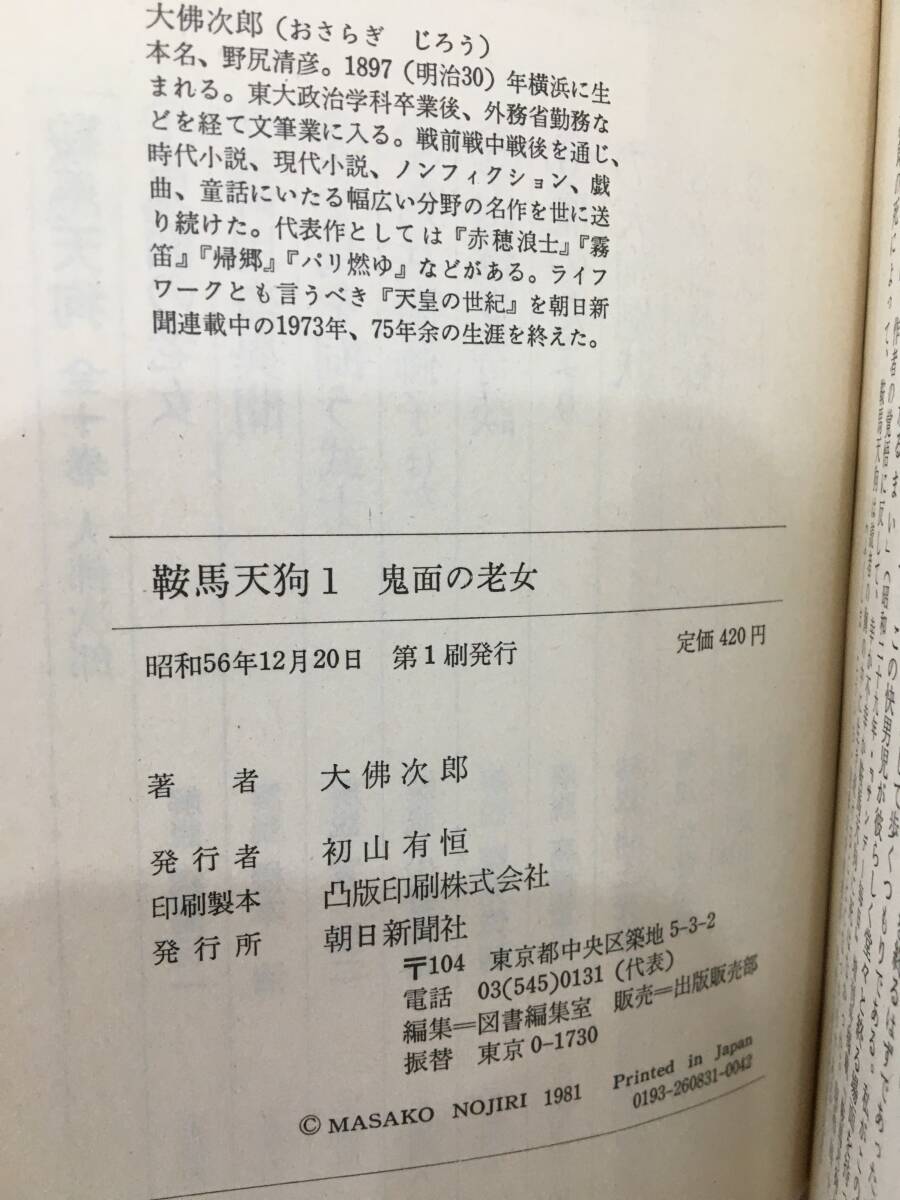 大佛次郎（おさらぎ じろう）
本名、野尻清彦。1897（明治30）年横浜に生
まれる。東大政治学科卒業後、外務省勤務な
どを経て文筆業に入る。戦前戦中戦後を通じ、
時代小説、現代小説、ノンフィクション、戯
曲、童話にいたる幅広い分野の名作を世に送
り続けた。代表作としては『赤穂浪士』『霧
笛』『帰郷』『パリ燃ゆ』などがある。ライフ
ワークとも言うべき『天皇の世紀』を朝日新
聞連載中の1973年、75年余の生涯を終えた。
鞍馬天狗1 鬼面の老女
昭和56年12月20日 第1刷発行 定価420円
著者 大佛次郎
発行者 初山有恒
印刷製本 凸版印刷株式会社
発行所 朝日新聞社
〒104 東京都中央区築地5-3-2
電話 03(545)0131（代表）
編集＝図書編集室 販売＝出版販売部
振替 東京0-1730
© MASAKO NOJIRI 1981 Printed in Japan
0193-260831-0042